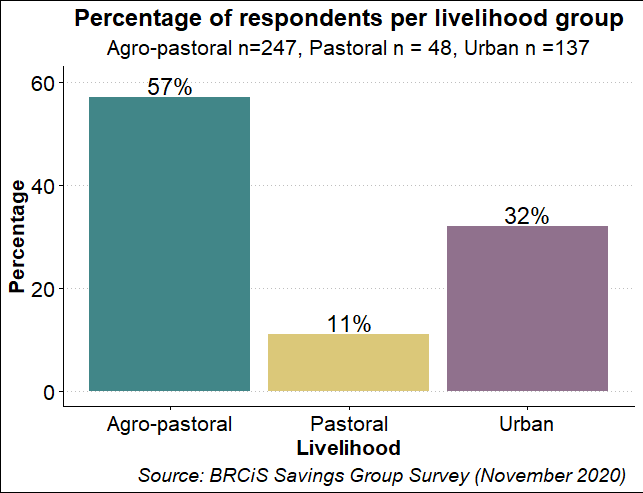 Percentage of respondents per livelihood group
Agro-pastoral n=247, Pastoral n = 48, Urban n =137
57%
60
40
32%
Percentage
20
11%
0
Agro-pastoral Pastoral Urban
Livelihood
Source: BRCiS Savings Group Survey (November 2020)